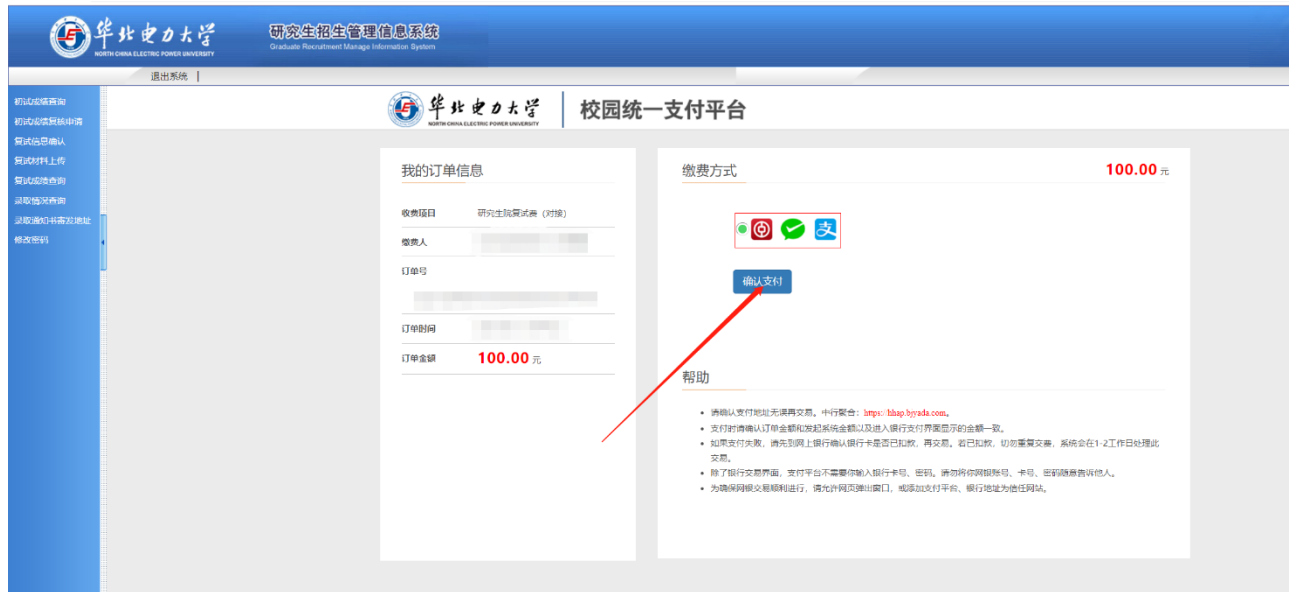 华北电力大学
NORTH CHINA ELECTRIC POWER UNIVERSITY
研究生招生管理信息系统
Graduate Recruitment Manage Information System
退出系统 |
初试成绩查询
初试成绩复核申请
复试信息确认
复试材料上传
复试成绩查询
录取情况查询
录取通知书寄发地址
修改密码
华北电力大学
NORTH CHINA ELECTRIC POWER UNIVERSITY
校园统一支付平台
我的订单信息
收费项目 研究生院复试费（对接）
缴费人
订单号
订单时间
订单金额 100.00 元
缴费方式 100.00 元
支
确认支付
帮助
• 请确认支付地址无误再交易。中行聚合：https://hhap.bjyada.com。
• 支付时请确认订单金额和发起系统金额以及进入银行支付界面显示的金额一致。
• 如果支付失败，请先到网上银行确认银行卡是否已扣款，再交易。若已扣款，切勿重复交费，系统会在1-2工作日处理此
交易。
• 除了银行交易界面，支付平台不需要你输入银行卡号、密码。请勿将你网银账号、卡号、密码随意告诉他人。
• 为确保网银交易顺利进行，请允许网页弹出窗口，或添加支付平台、银行地址为信任网站。